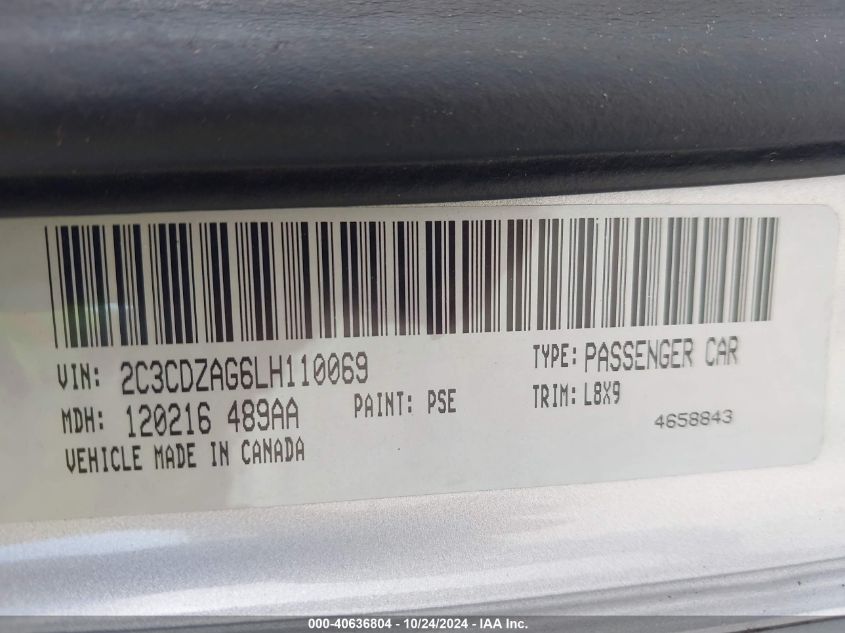 VIN: 2C3CDZAG6LH110069 TYPE: PASSENGER CAR
MDH: 120216 489AA PAINT: PSE TRIM: L8X9
4658843
VEHICLE MADE IN CANADA
000-40636804 - 10/24/2024 - IAA Inc.